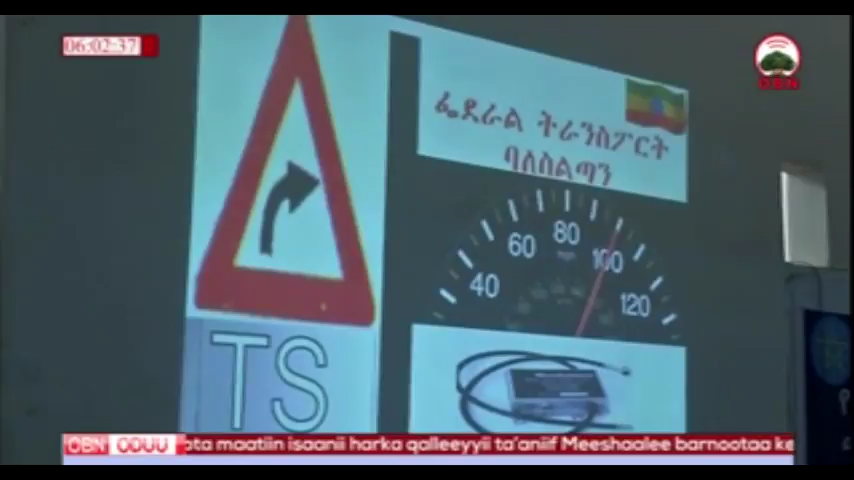 06:02:37
OBN
ፌደራል ትራንስፖርት
ባለስልጣን
40 60 80 100 120
TS
OBN ODUU ata maatiin isaanii harka qalleeyyii ta'aniif Meeshaalee barnootaa ke